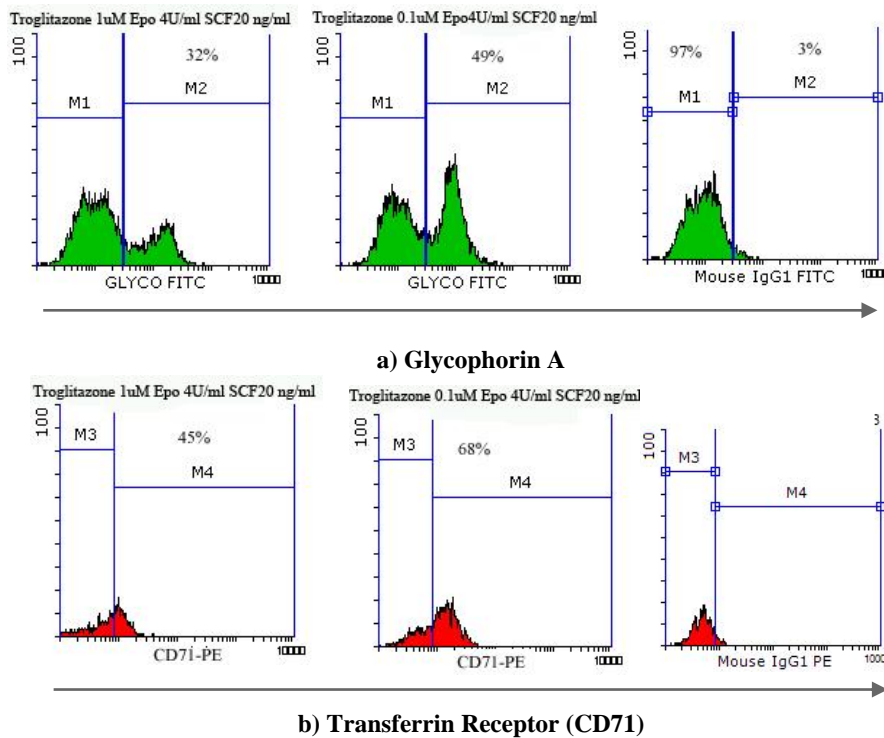 Troglitazone 1uM Epo 4U/ml SCF20 ng/ml
100
32%
M1
M2
GLYCO FITC
10000
Troglitazone 0.1uM Epo4U/ml SCF20 ng/ml
100
49%
M1
M2
GLYCO FITC
10000
100
97%
3%
M1
M2
Mouse IgG1 FITC
1000
a) Glycophorin A
Troglitazone 1uM Epo 4U/ml SCF20 ng/ml
100
M3
45%
M4
CD71-PE
10000
Troglitazone 0.1uM Epo 4U/ml SCF20 ng/ml
100
M3
68%
M4
CD71-PE
10000
100
M3
M4
Mouse IgG1 PE
1000
b) Transferrin Receptor (CD71)